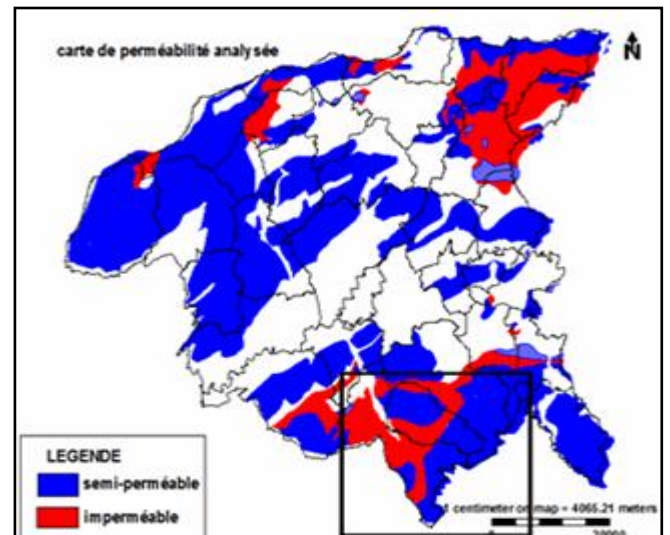 carte de perméabilité analysée
N
LEGENDE
semi-perméable
imperméable
1 centimeter on map = 4065.21 meters